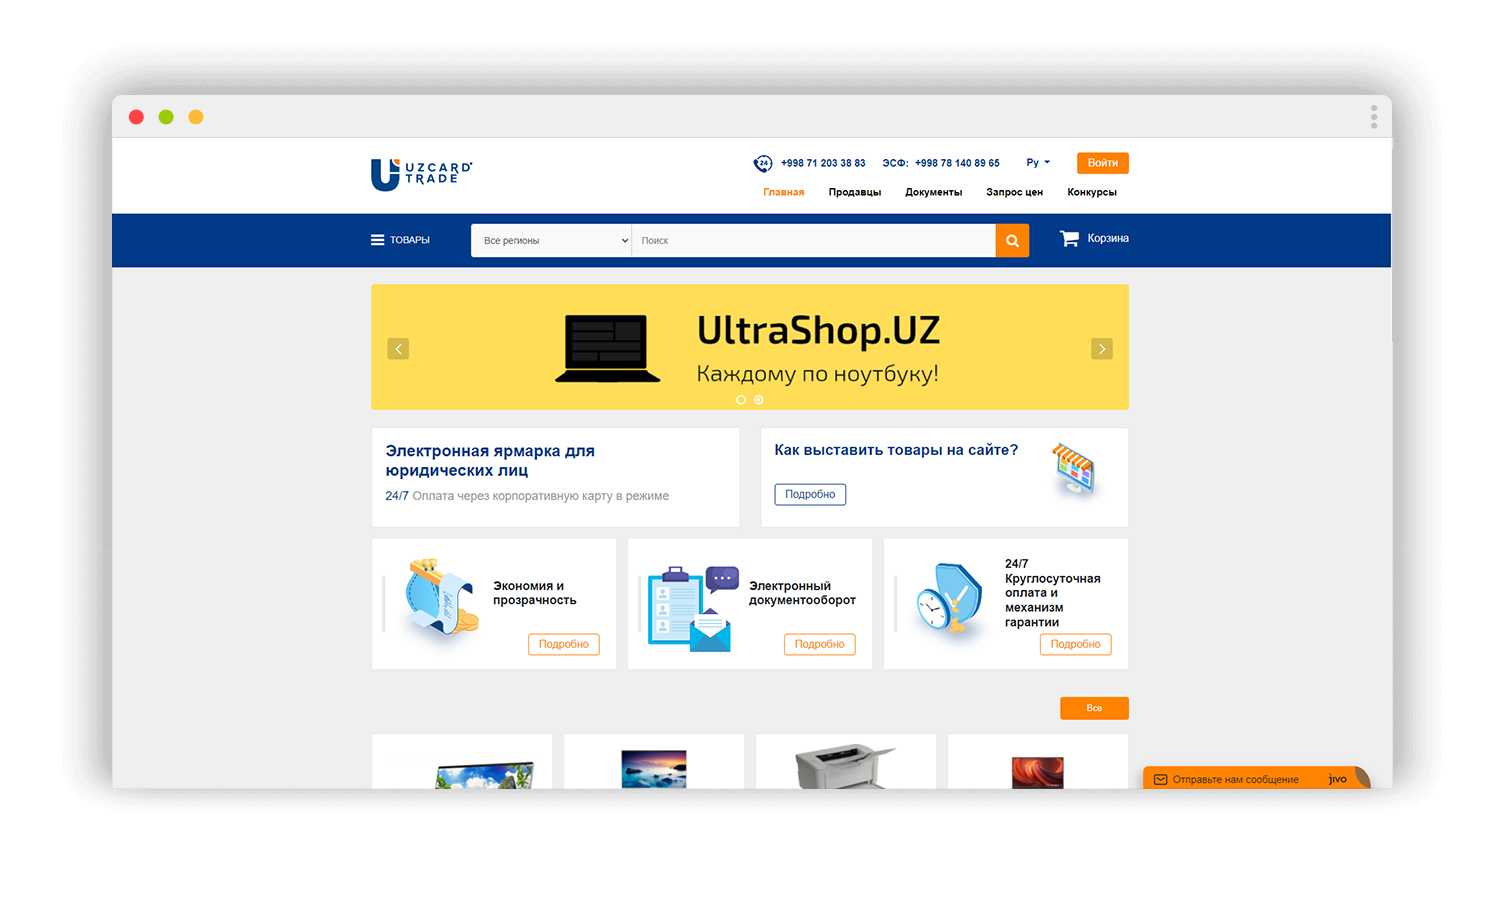 UZCARD
TRADE
24
+998 71 203 38 83 ЭСФ: +998 78 140 89 65 Ру Войти
Главная Продавцы Документы Запрос цен Конкурсы
ТОВАРЫ Все регионы Поиск Корзина
UltraShop.UZ
Каждому по ноутбуку!
Электронная ярмарка для
юридических лиц
24/7 Оплата через корпоративную карту в режиме
Как выставить товары на сайте?
Подробно
Экономия и
прозрачность
Подробно
Электронный
документооборот
Подробно
24/7
Круглосуточная
оплата и
механизм
гарантии
Подробно
Все
Отправьте нам сообщение jivo